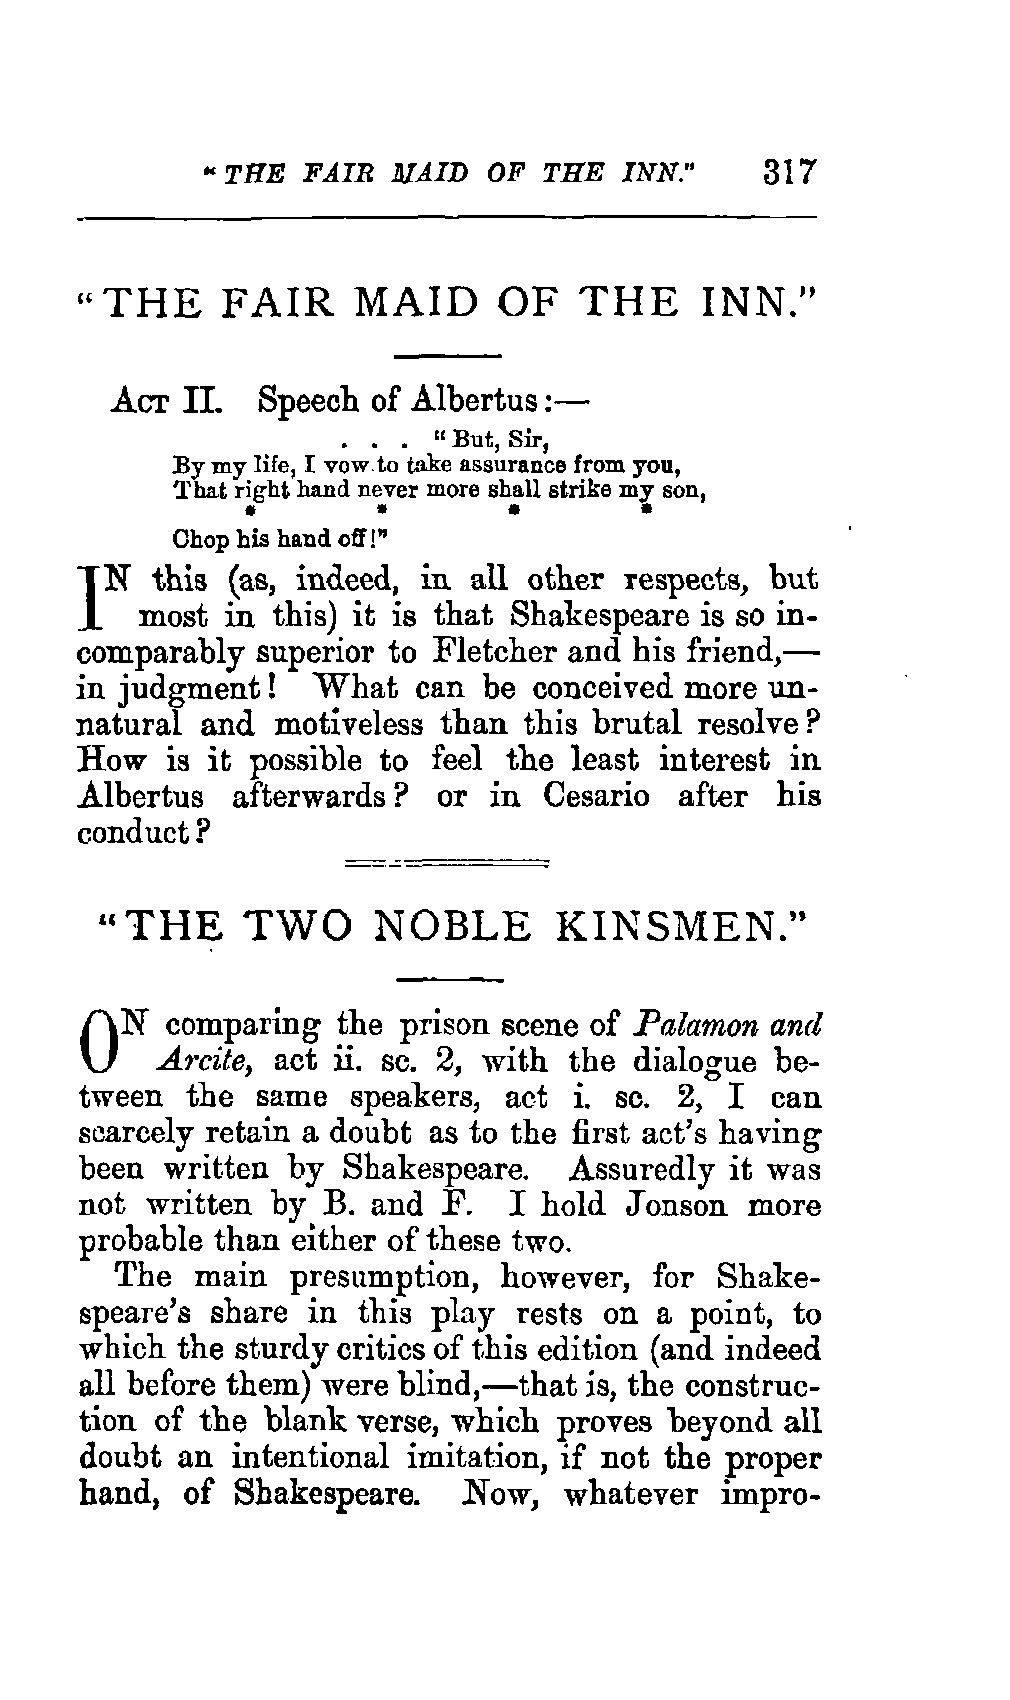 "THE FAIR MAID OF THE INN." 317
"THE FAIR MAID OF THE INN."
ACT II. Speech of Albertus:—
. . . "But, Sir,
By my life, I vow to take assurance from you,
That right hand never more shall strike my son,
* * * *
Chop his hand off!"
IN this (as, indeed, in all other respects, but
most in this) it is that Shakespeare is so in-
comparably superior to Fletcher and his friend,—
in judgment! What can be conceived more un-
natural and motiveless than this brutal resolve?
How is it possible to feel the least interest in
Albertus afterwards? or in Cesario after his
conduct?
"THE TWO NOBLE KINSMEN."
ON comparing the prison scene of Palamon and
Arcite, act ii. sc. 2, with the dialogue be-
tween the same speakers, act i. sc. 2, I can
scarcely retain a doubt as to the first act's having
been written by Shakespeare. Assuredly it was
not written by B. and F. I hold Jonson more
probable than either of these two.
The main presumption, however, for Shake-
speare's share in this play rests on a point, to
which the sturdy critics of this edition (and indeed
all before them) were blind,—that is, the construc-
tion of the blank verse, which proves beyond all
doubt an intentional imitation, if not the proper
hand, of Shakespeare. Now, whatever impro-